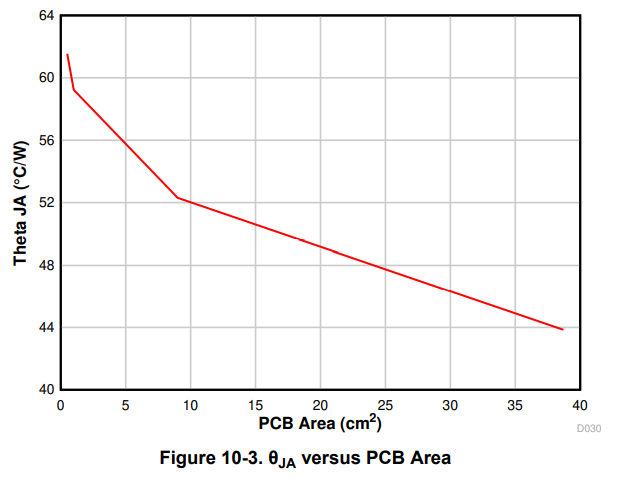 64
60
56
52
48
44
40
Theta JA (°C/W)
0 5 10 15 20 25 30 35 40
PCB Area (cm²)
D030
Figure 10-3. θJA versus PCB Area